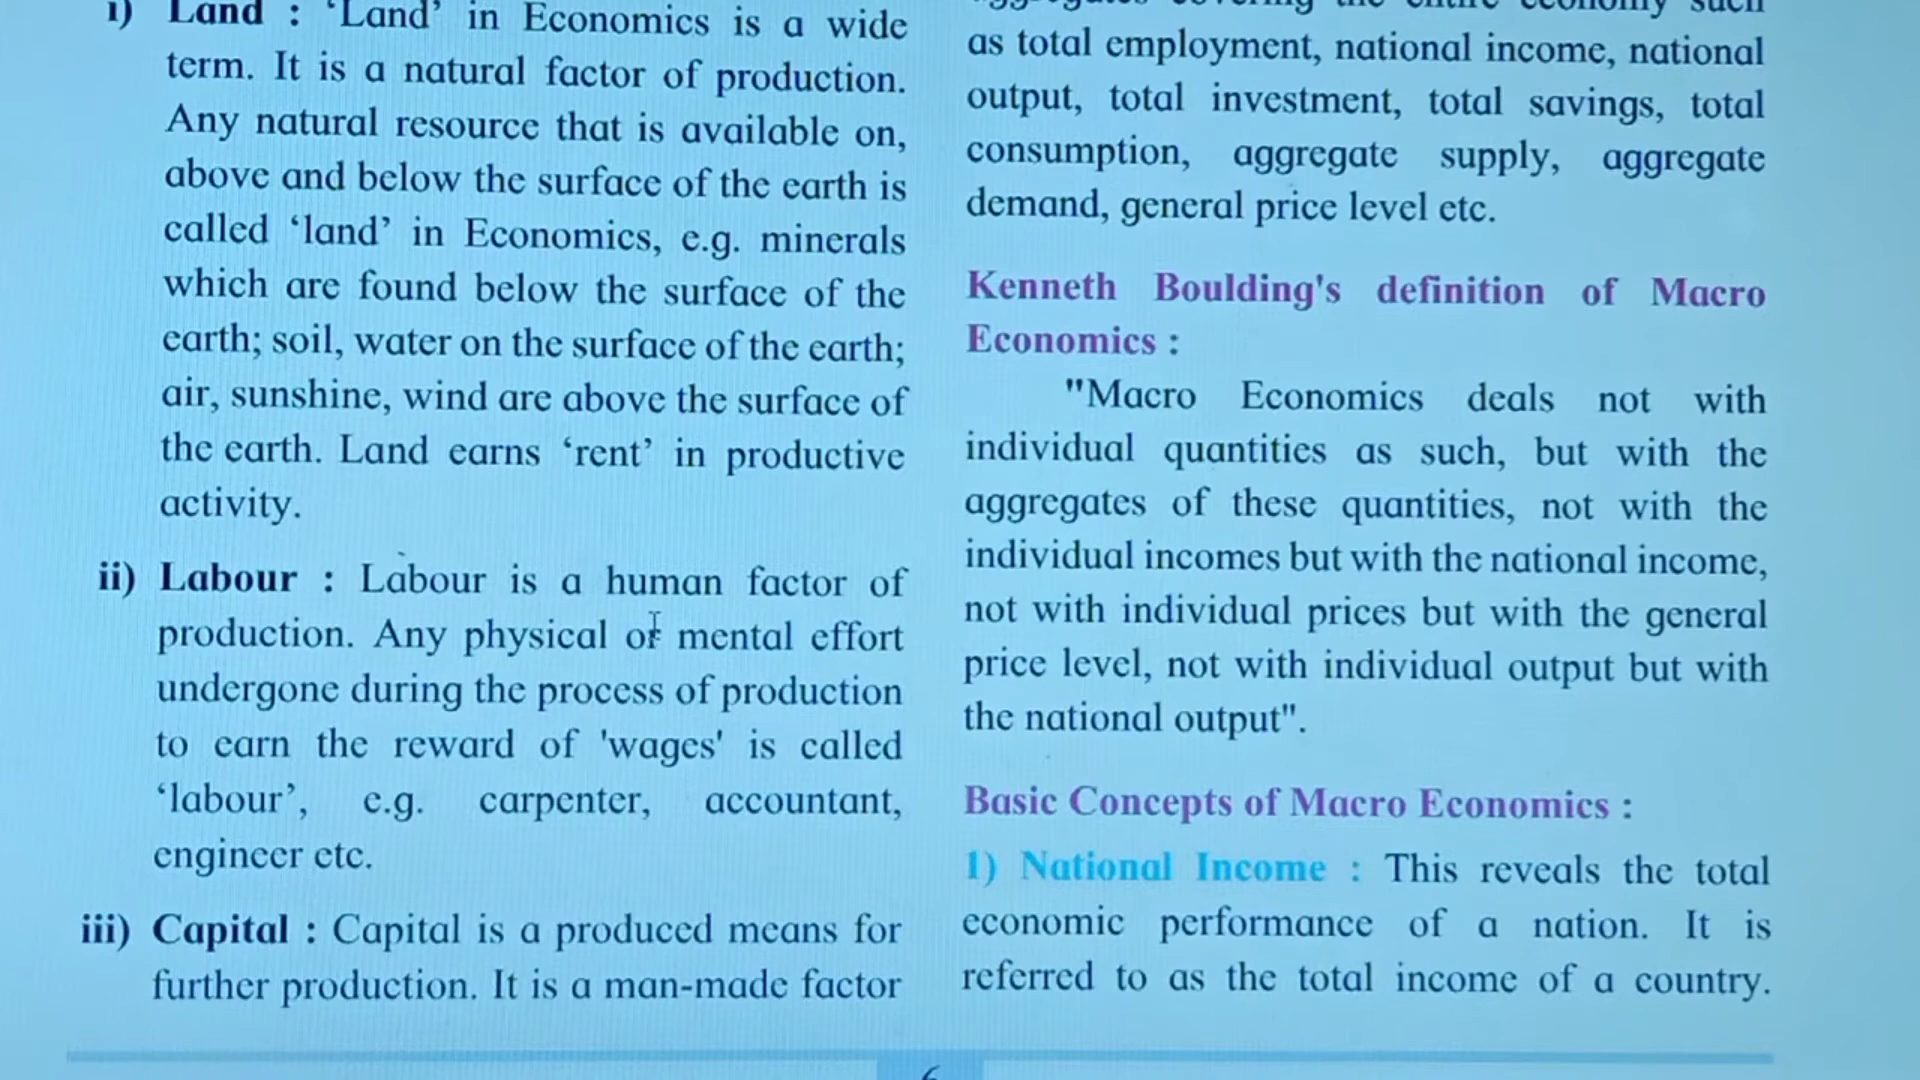 i) Land : ‘Land’ in Economics is a wide
term. It is a natural factor of production.
Any natural resource that is available on,
above and below the surface of the earth is
called ‘land’ in Economics, e.g. minerals
which are found below the surface of the
earth; soil, water on the surface of the earth;
air, sunshine, wind are above the surface of
the earth. Land earns ‘rent’ in productive
activity.
ii) Labour : Labour is a human factor of
production. Any physical or mental effort
undergone during the process of production
to earn the reward of 'wages' is called
‘labour’, e.g. carpenter, accountant,
engineer etc.
iii) Capital : Capital is a produced means for
further production. It is a man-made factor
aggregates covering the entire economy such
as total employment, national income, national
output, total investment, total savings, total
consumption, aggregate supply, aggregate
demand, general price level etc.
Kenneth Boulding's definition of Macro
Economics :
"Macro Economics deals not with
individual quantities as such, but with the
aggregates of these quantities, not with the
individual incomes but with the national income,
not with individual prices but with the general
price level, not with individual output but with
the national output".
Basic Concepts of Macro Economics :
1) National Income : This reveals the total
economic performance of a nation. It is
referred to as the total income of a country.
6